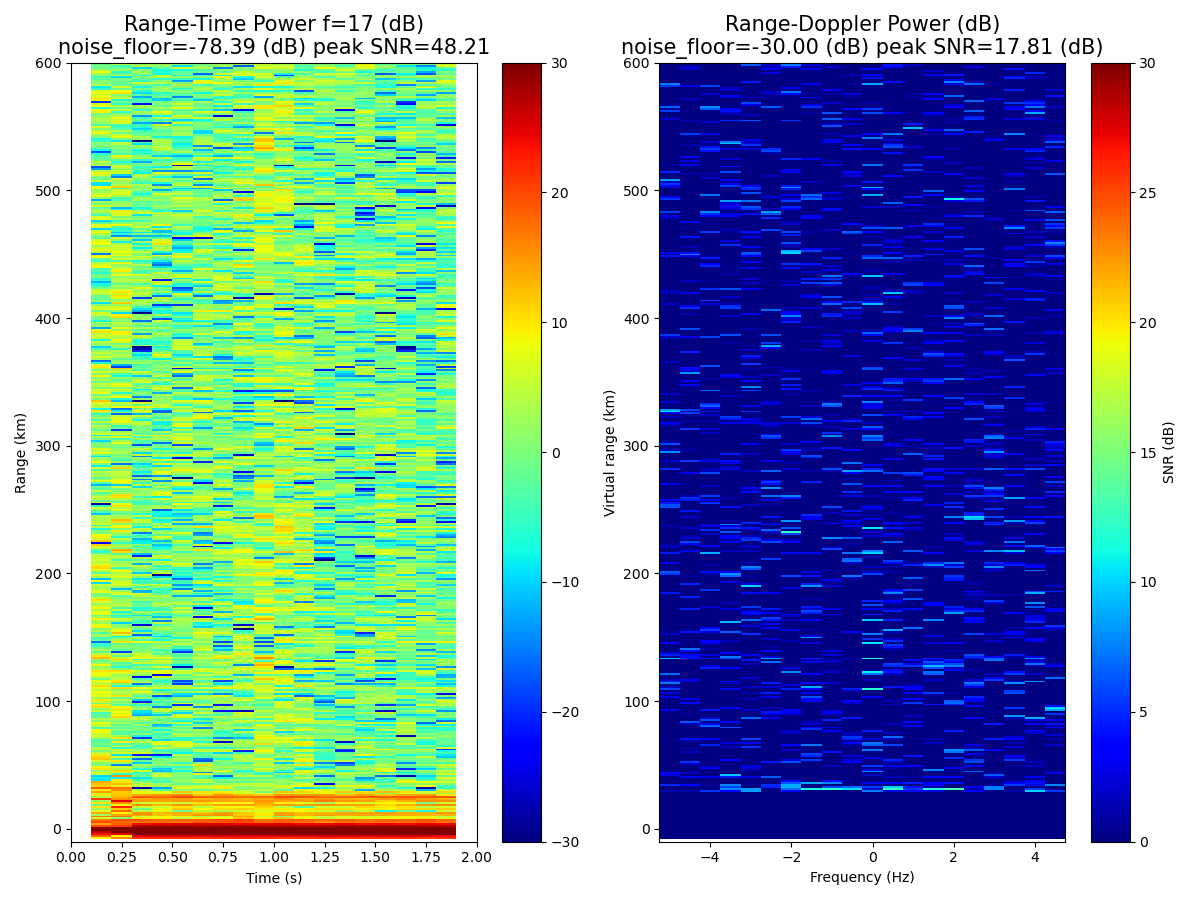 Range-Time Power f=17 (dB)
noise_floor=-78.39 (dB) peak SNR=48.21
600
500
400
300
200
100
0
Range (km)
0.00 0.25 0.50 0.75 1.00 1.25 1.50 1.75 2.00
Time (s)
30
20
10
0
−10
−20
−30
Range-Doppler Power (dB)
noise_floor=-30.00 (dB) peak SNR=17.81 (dB)
600
500
400
300
200
100
0
Virtual range (km)
−4 −2 0 2 4
Frequency (Hz)
30
25
20
15
10
5
0
SNR (dB)